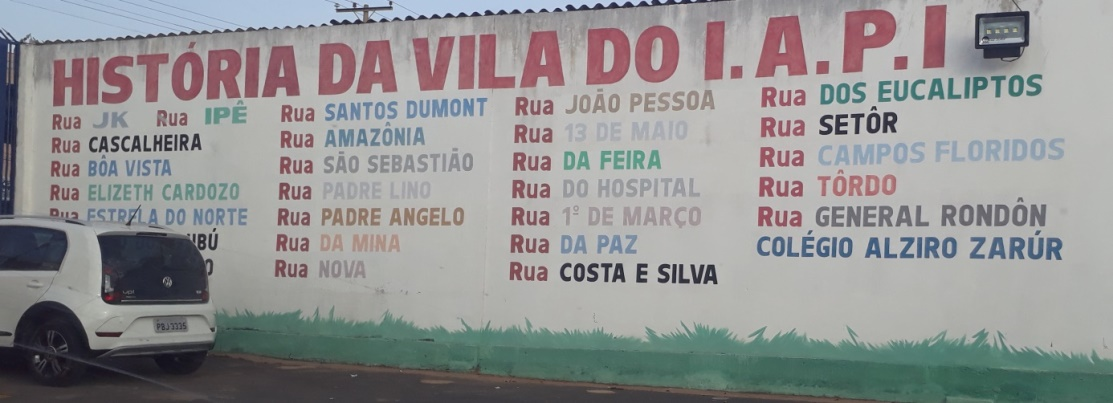 HISTÓRIA DA VILA DO I.A.P.I
Rua JK Rua IPÊ
Rua CASCALHEIRA
Rua BÔA VISTA
Rua ELIZETH CARDOZO
Rua ESTRELA DO NORTE
Rua SANTOS DUMONT
Rua AMAZÔNIA
Rua SÃO SEBASTIÃO
Rua PADRE LINO
Rua PADRE ANGELO
Rua DA MINA
Rua NOVA
Rua JOÃO PESSOA
Rua 13 DE MAIO
Rua DA FEIRA
Rua DO HOSPITAL
Rua 1º DE MARÇO
Rua DA PAZ
Rua COSTA E SILVA
Rua DOS EUCALIPTOS
Rua SETÔR
Rua CAMPOS FLORIDOS
Rua TÔRDO
Rua GENERAL RONDÔN
COLÉGIO ALZIRO ZARÚR
PBJ3335